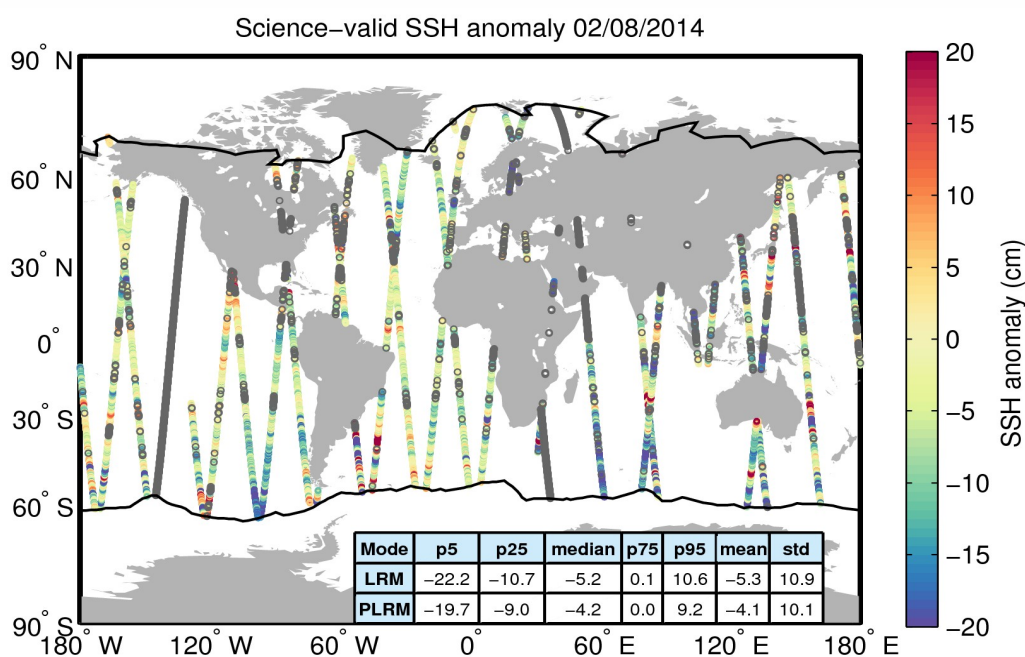 Science−valid SSH anomaly 02/08/2014
90° N
60° N
30° N
0°
30° S
60° S
90° S
180° W
120° W
60° W
0°
60° E
120° E
180° E
20
15
10
5
0
−5
−10
−15
−20
SSH anomaly (cm)
Mode p5 p25 median p75 p95 mean std
LRM −22.2 −10.7 −5.2 0.1 10.6 −5.3 10.9
PLRM −19.7 −9.0 −4.2 0.0 9.2 −4.1 10.1